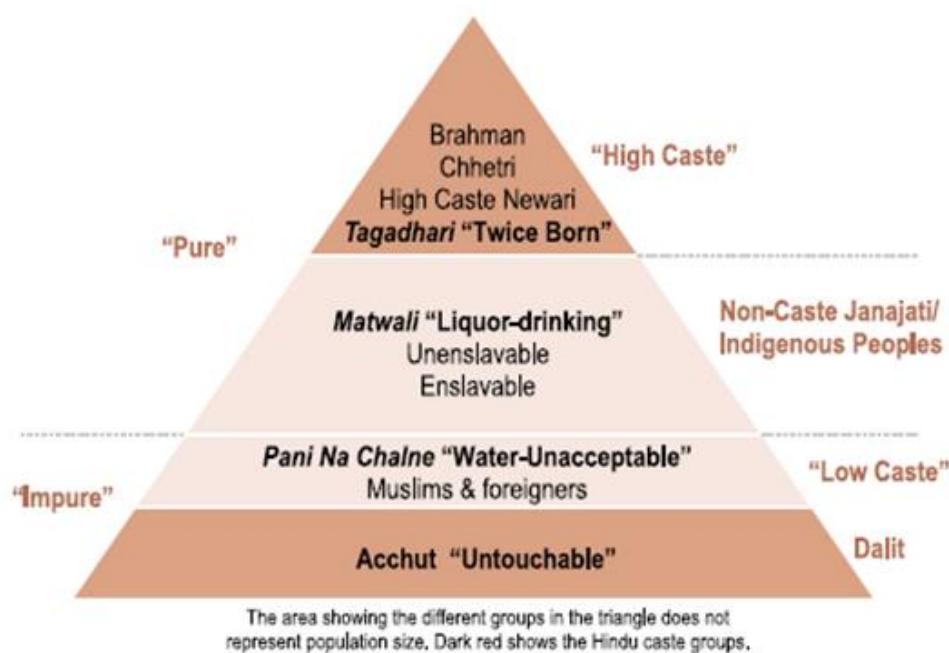 Brahman
Chhetri
High Caste Newari
Tagadhari “Twice Born”
“High Caste”
“Pure”
Matwali “Liquor-drinking”
Unenslavable
Enslavable
Non-Caste Janajati/
Indigenous Peoples
Pani Na Chalne “Water-Unacceptable”
Muslims & foreigners
“Low Caste”
“Impure”
Acchut “Untouchable”
Dalit
The area showing the different groups in the triangle does not
represent population size. Dark red shows the Hindu caste groups.